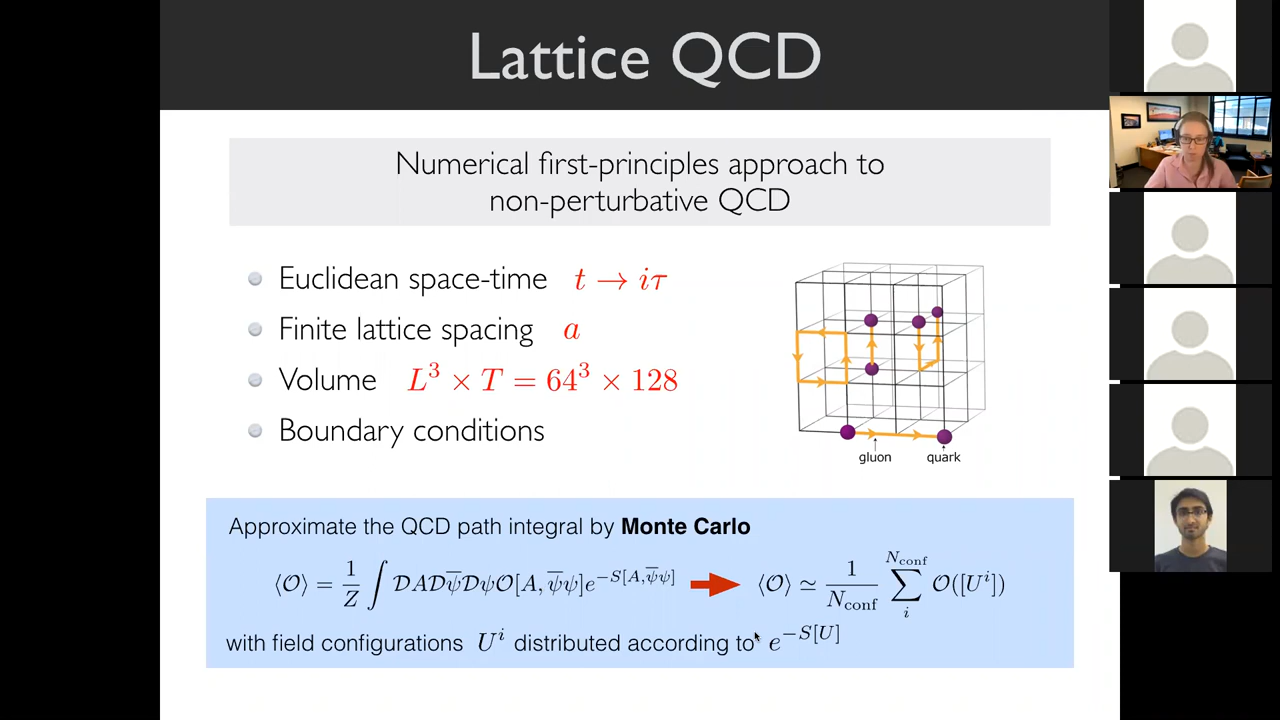 Lattice QCD
Numerical first-principles approach to
non-perturbative QCD
Euclidean space-time t → iτ
Finite lattice spacing a
Volume L³ × T = 64³ × 128
Boundary conditions
gluon quark
Approximate the QCD path integral by Monte Carlo
⟨𝒪⟩ = 1/Z ∫ 𝒟A𝒟ψ̅𝒟ψ𝒪[A, ψ̅ψ]e^{−S[A,ψ̅ψ]} ⟨𝒪⟩ ≃ 1/N_conf ∑_i^{N_conf} 𝒪([U^i])
with field configurations U^i distributed according to e^{−S[U]}